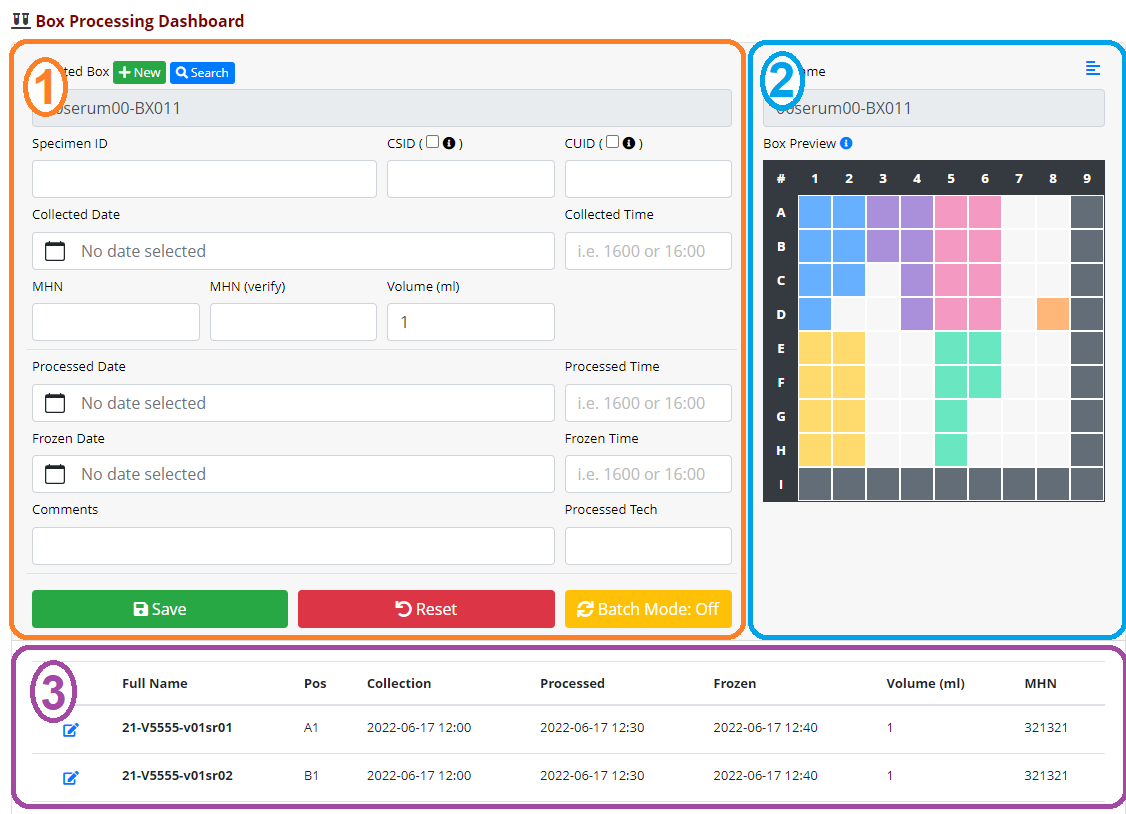 Box Processing Dashboard
1
ted Box New Search
serum00-BX011
Specimen ID CSID ( ) CUID ( )
Collected Date Collected Time
No date selected i.e. 1600 or 16:00
MHN MHN (verify) Volume (ml)
1
Processed Date Processed Time
No date selected i.e. 1600 or 16:00
Frozen Date Frozen Time
No date selected i.e. 1600 or 16:00
Comments Processed Tech
Save Reset Batch Mode: Off
2
me
serum00-BX011
Box Preview
# 1 2 3 4 5 6 7 8 9
A
B
C
D
E
F
G
H
I
3
Full Name Pos Collection Processed Frozen Volume (ml) MHN
21-V5555-v01sr01 A1 2022-06-17 12:00 2022-06-17 12:30 2022-06-17 12:40 1 321321
21-V5555-v01sr02 B1 2022-06-17 12:00 2022-06-17 12:30 2022-06-17 12:40 1 321321